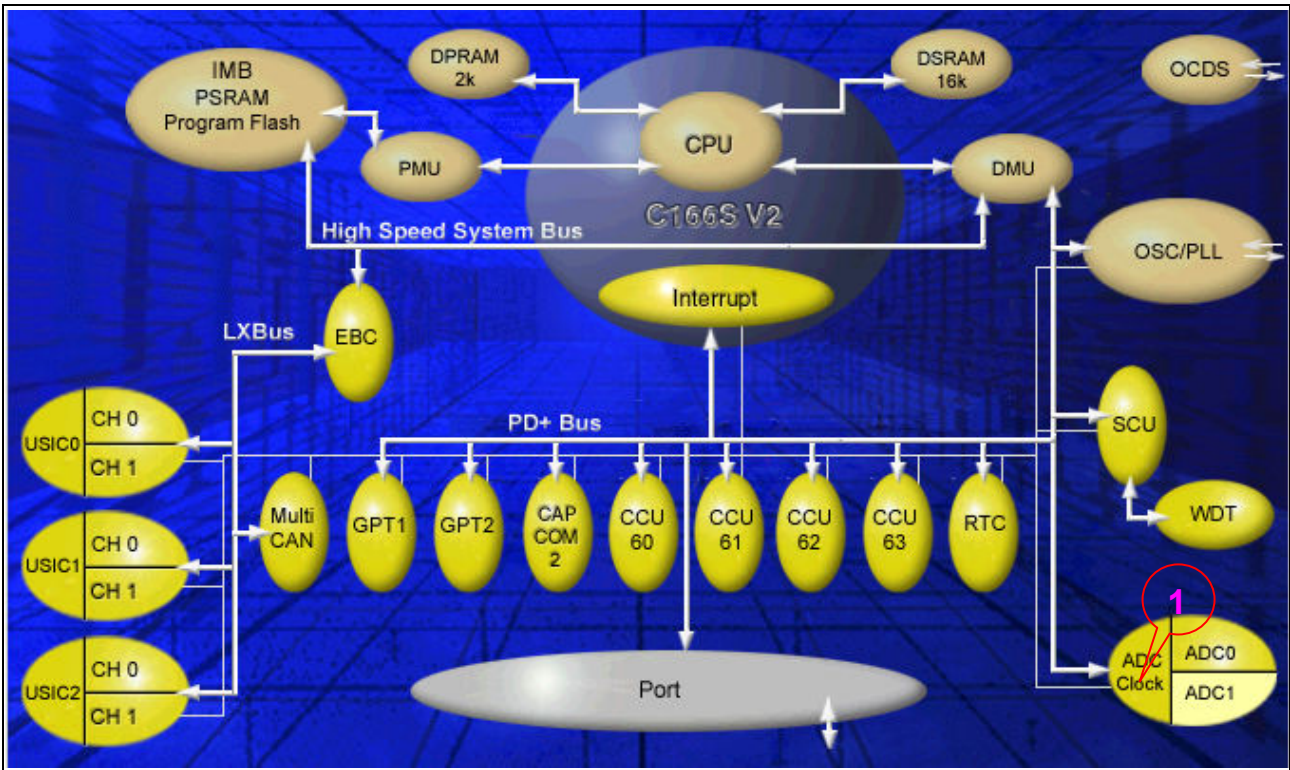 IMB
PSRAM
Program Flash
DPRAM
2k
DSRAM
16k
OCDS
CPU
PMU
DMU
C166S V2
High Speed System Bus
OSC/PLL
Interrupt
LXBus
EBC
PD+ Bus
SCU
USIC0
CH 0
CH 1
Multi
CAN
GPT1
GPT2
CAP
COM
2
CCU
60
CCU
61
CCU
62
CCU
63
RTC
WDT
USIC1
CH 0
CH 1
1
USIC2
CH 0
CH 1
Port
ADC
Clock
ADC0
ADC1